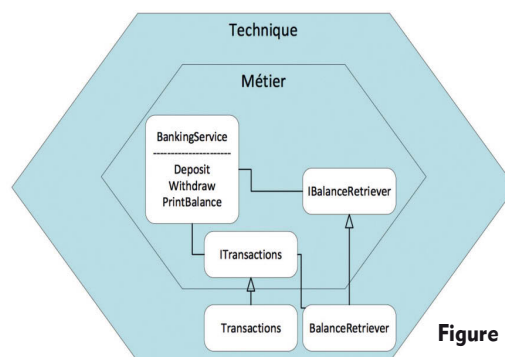 Technique
Métier
BankingService
--------------------
Deposit
Withdraw
PrintBalance
IBalanceRetriever
ITransactions
Transactions
BalanceRetriever
Figure